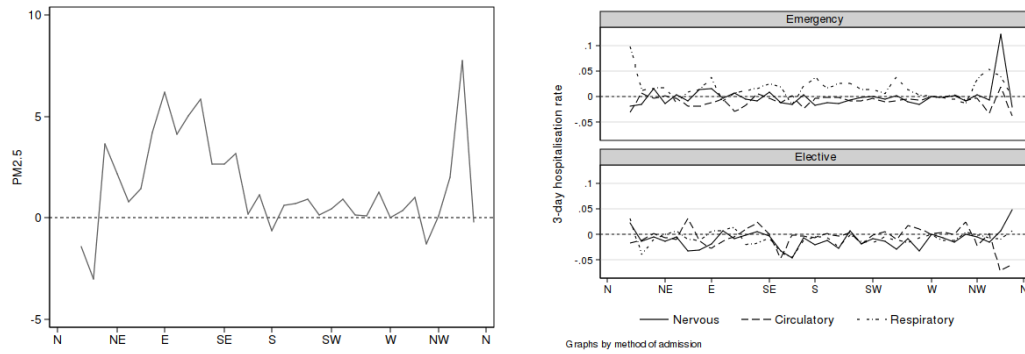 10
5
0
-5
PM2.5
N NE E SE S SW W NW N
Emergency
.1
.05
0
-.05
Elective
.1
.05
0
-.05
3-day hospitalisation rate
N NE E SE S SW W NW N
Nervous Circulatory Respiratory
Graphs by method of admission